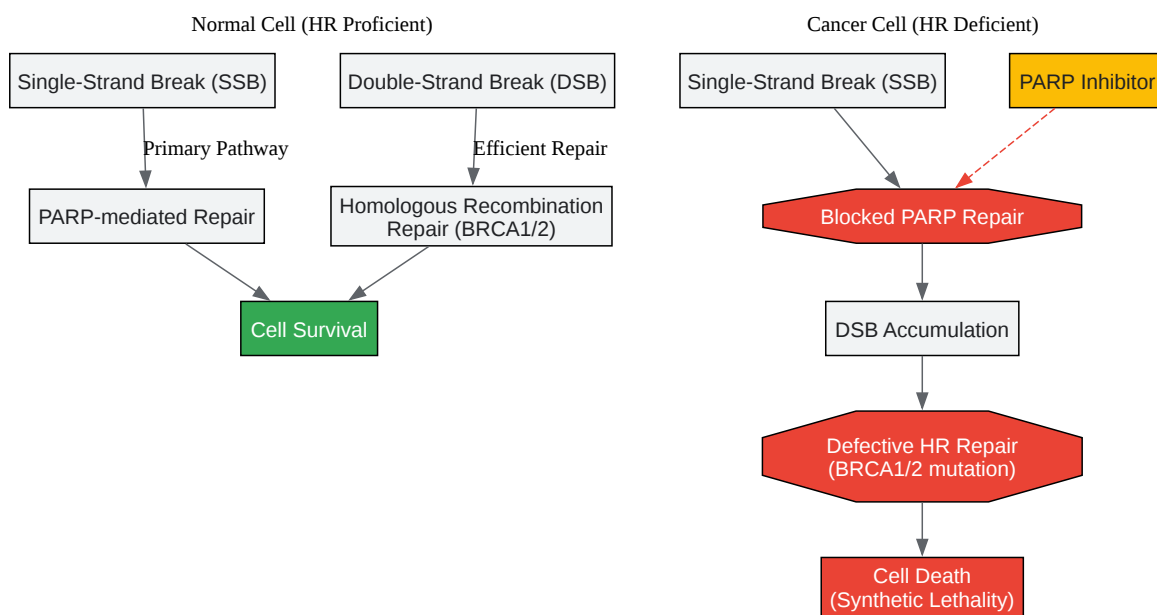 Normal Cell (HR Proficient)
Single-Strand Break (SSB)
Double-Strand Break (DSB)
Primary Pathway
Efficient Repair
PARP-mediated Repair
Homologous Recombination
Repair (BRCA1/2)
Cell Survival
Cancer Cell (HR Deficient)
Single-Strand Break (SSB)
PARP Inhibitor
Blocked PARP Repair
DSB Accumulation
Defective HR Repair
(BRCA1/2 mutation)
Cell Death
(Synthetic Lethality)